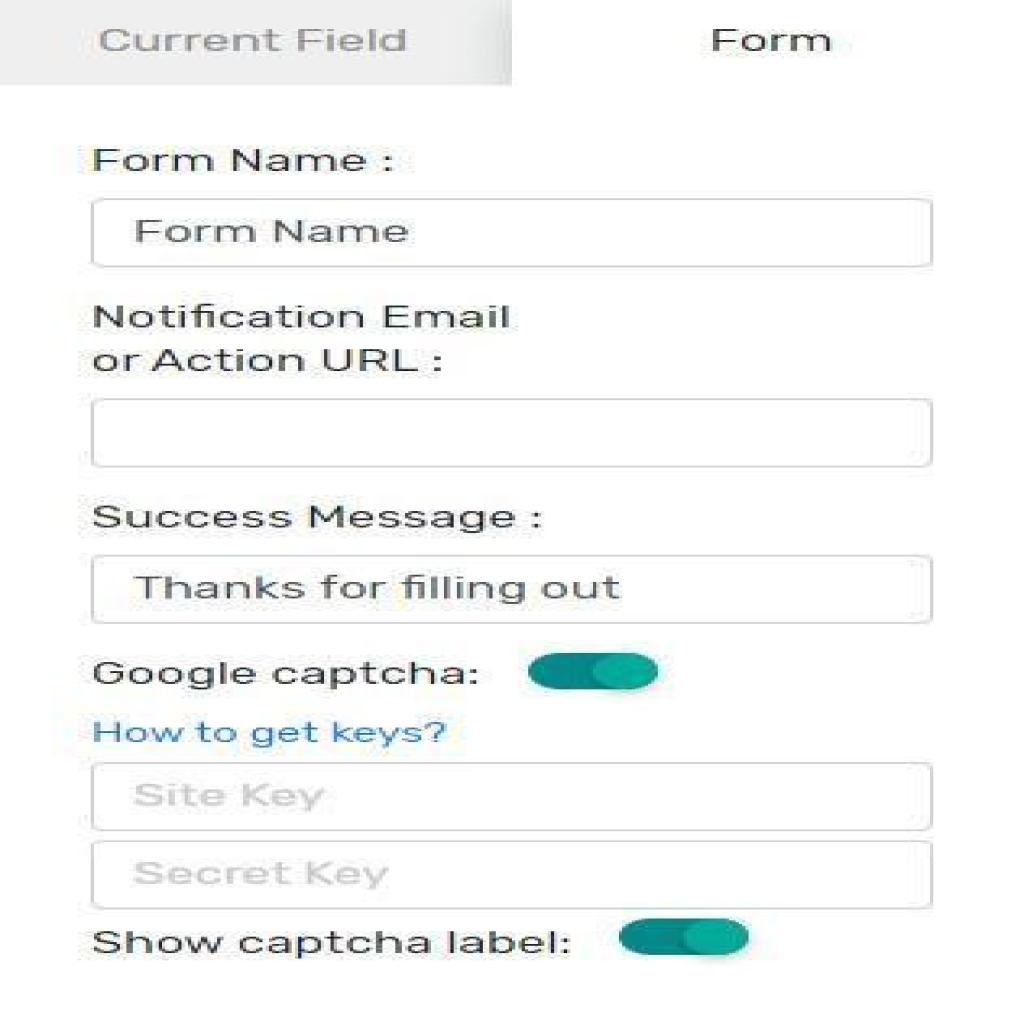 Current Field Form
Form Name :
Form Name
Notification Email
or Action URL :
Success Message :
Thanks for filling out
Google captcha:
How to get keys?
Site Key
Secret Key
Show captcha label: